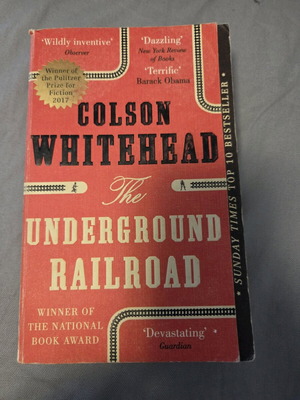 'Wildly inventive'
Observer
'Dazzling'
New York Review
of Books
'Terrific'
Barack Obama
Winner of
the Pulitzer
Prize for
Fiction
2017
COLSON
WHITEHEAD
The
UNDERGROUND
RAILROAD
WINNER OF
THE NATIONAL
BOOK AWARD
'Devastating'
Guardian
* SUNDAY TIMES TOP 10 BESTSELLER *